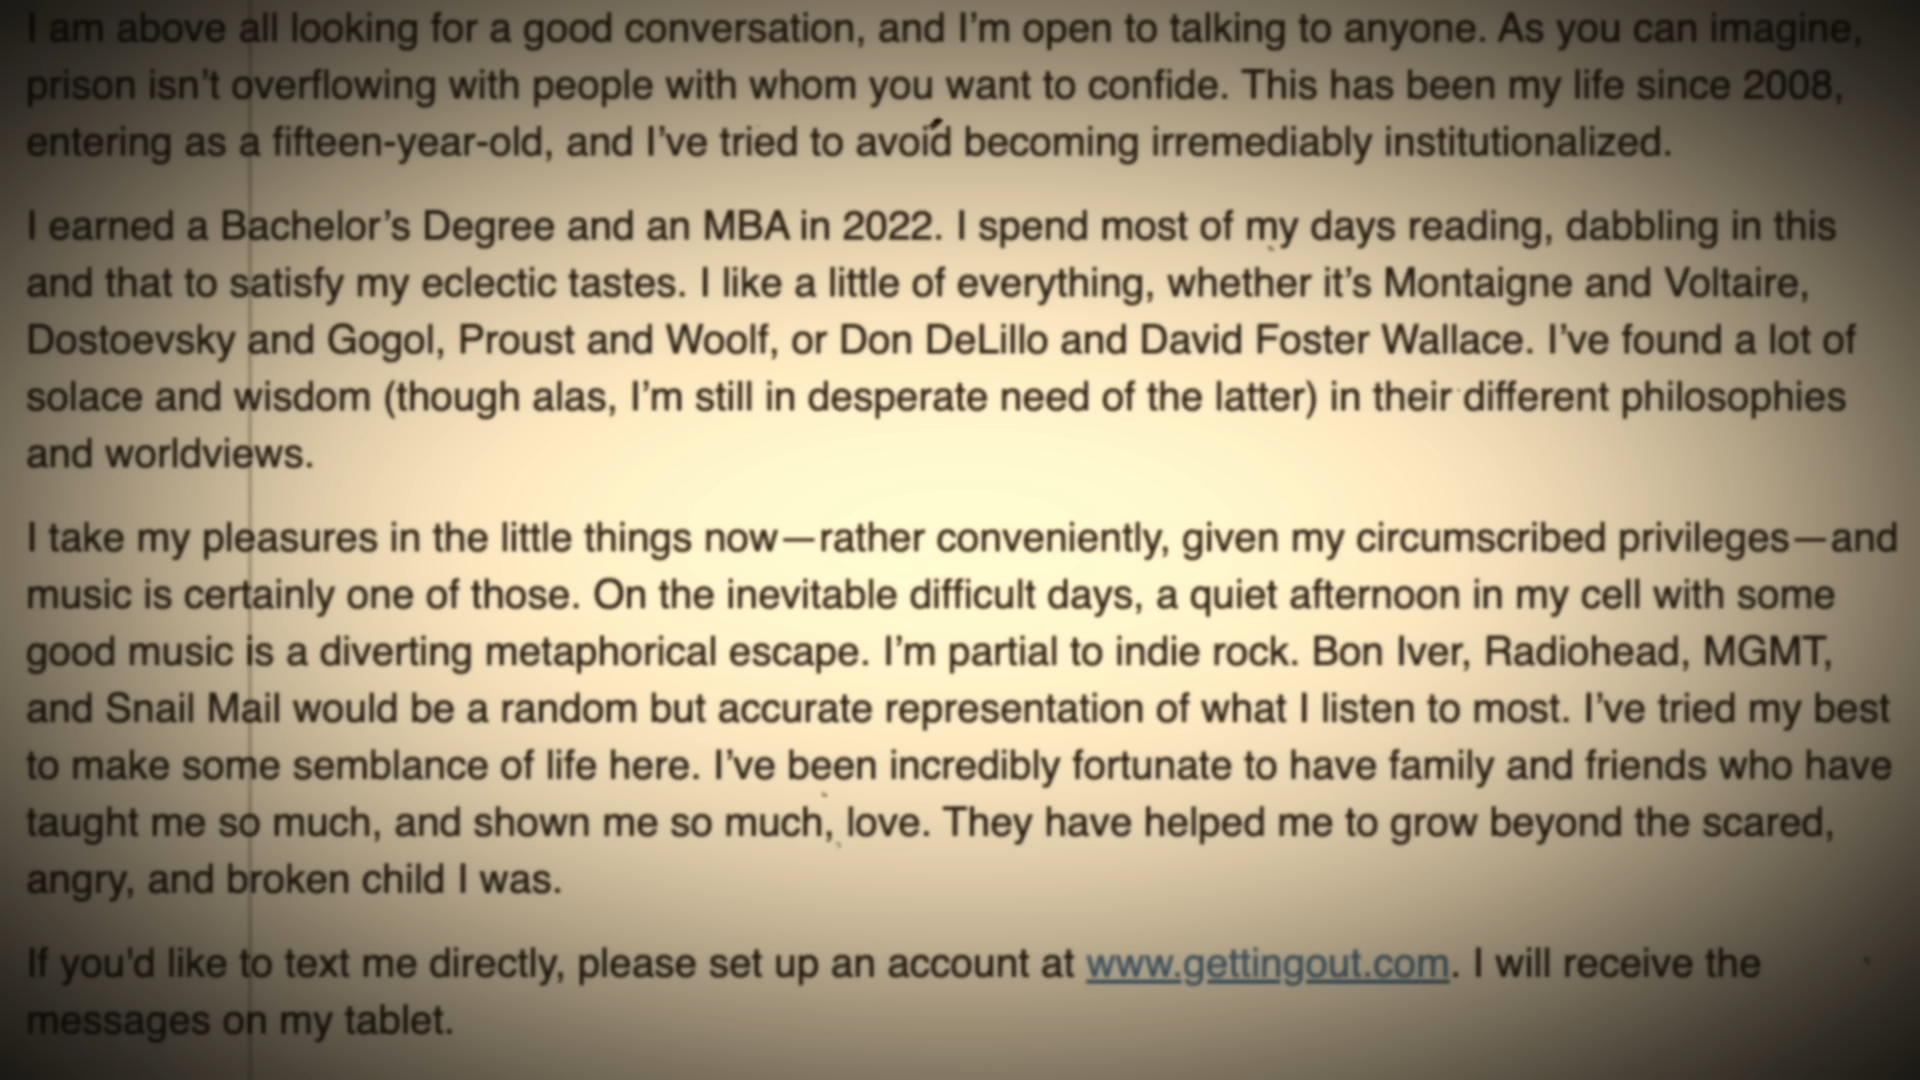 I am above all looking for a good conversation, and I'm open to talking to anyone. As you can imagine,
prison isn't overflowing with people with whom you want to confide. This has been my life since 2008,
entering as a fifteen-year-old, and I've tried to avoid becoming irremediably institutionalized.
I earned a Bachelor's Degree and an MBA in 2022. I spend most of my days reading, dabbling in this
and that to satisfy my eclectic tastes. I like a little of everything, whether it's Montaigne and Voltaire,
Dostoevsky and Gogol, Proust and Woolf, or Don DeLillo and David Foster Wallace. I've found a lot of
solace and wisdom (though alas, I'm still in desperate need of the latter) in their different philosophies
and worldviews.
I take my pleasures in the little things now—rather conveniently, given my circumscribed privileges—and
music is certainly one of those. On the inevitable difficult days, a quiet afternoon in my cell with some
good music is a diverting metaphorical escape. I'm partial to indie rock. Bon Iver, Radiohead, MGMT,
and Snail Mail would be a random but accurate representation of what I listen to most. I've tried my best
to make some semblance of life here. I've been incredibly fortunate to have family and friends who have
taught me so much, and shown me so much, love. They have helped me to grow beyond the scared,
angry, and broken child I was.
If you'd like to text me directly, please set up an account at www.gettingout.com. I will receive the
messages on my tablet.